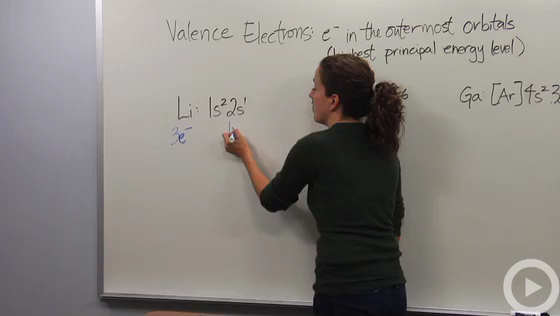 Valence Electrons: e⁻ in the outermost orbitals
(highest principal energy level)
Li: 1s²2s¹
Ga: [Ar]4s²3
3e⁻